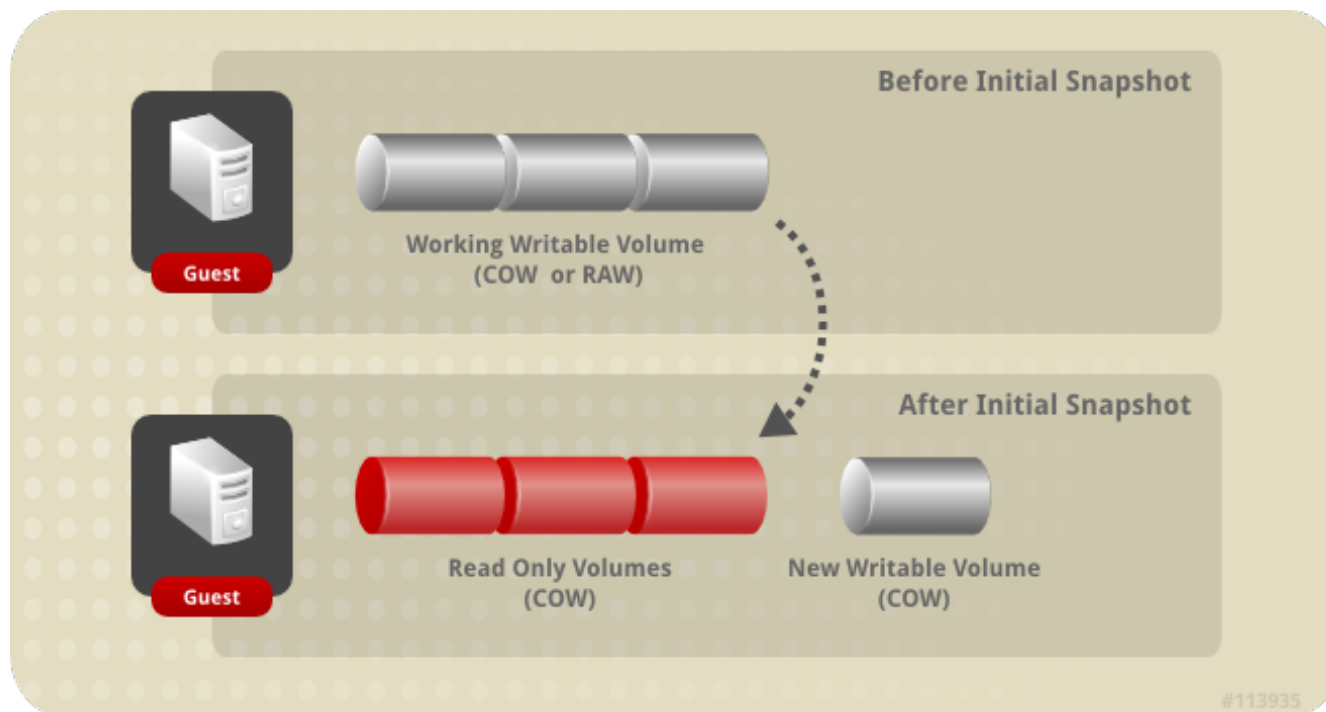 Before Initial Snapshot
Guest
Working Writable Volume
(COW or RAW)
After Initial Snapshot
Guest
Read Only Volumes
(COW)
New Writable Volume
(COW)
#113935